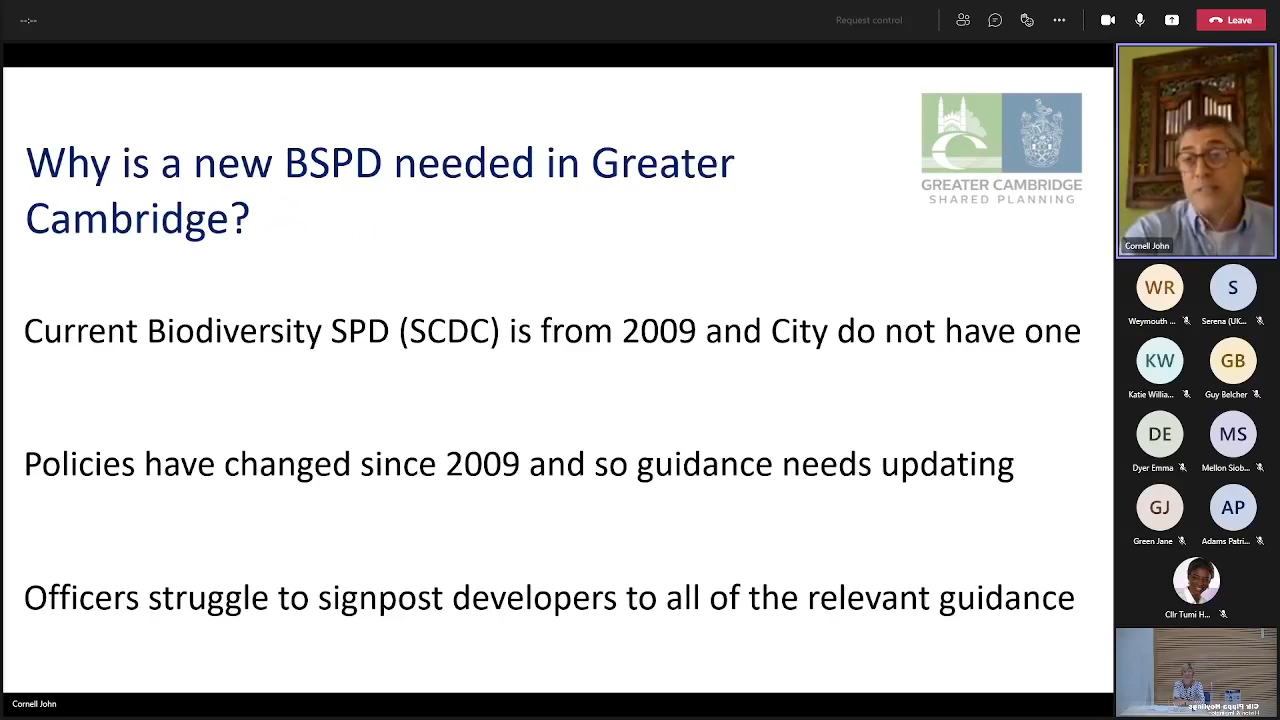 --:--
Request control
Leave
Why is a new BSPD needed in Greater
Cambridge?
GREATER CAMBRIDGE
SHARED PLANNING
Current Biodiversity SPD (SCDC) is from 2009 and City do not have one
Policies have changed since 2009 and so guidance needs updating
Officers struggle to signpost developers to all of the relevant guidance
Cornell John
Cornell John
WR
Weymouth ...
S
Serena (UK...
KW
Katie Willia...
GB
Guy Belcher
DE
Dyer Emma
MS
Mellon Siob...
GJ
Green Jane
AP
Adams Patri...
Cllr Tumi H...
Cllr Pippa Heylings